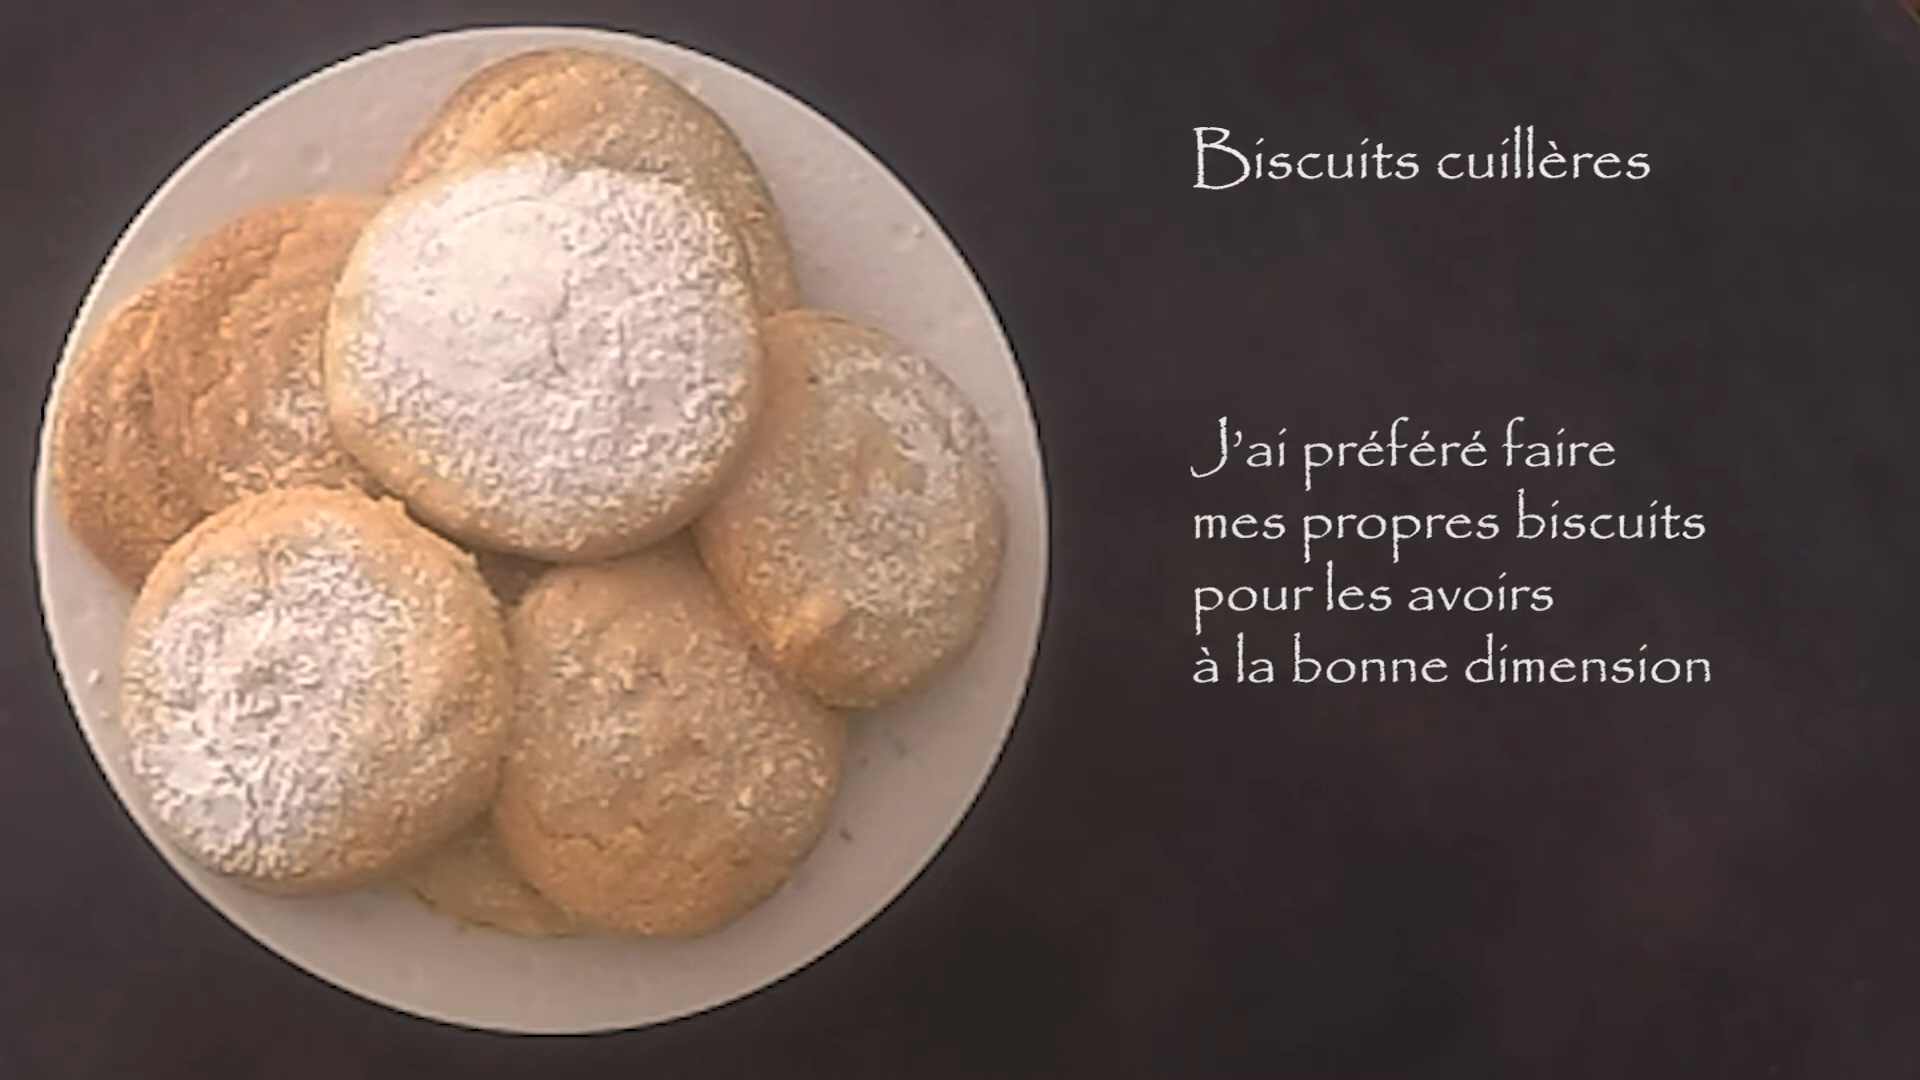 Biscuits cuillères
J'ai préféré faire
mes propres biscuits
pour les avoirs
à la bonne dimension